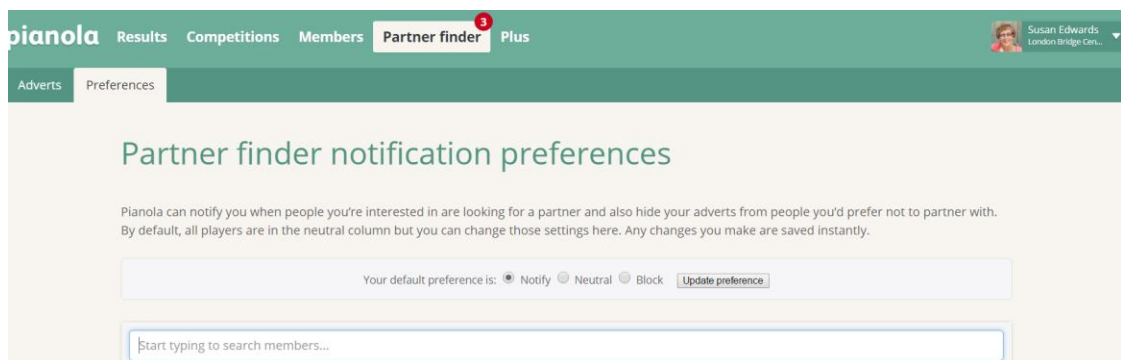 pianola Results Competitions Members Partner finder 3 Plus
Susan Edwards
London Bridge Cen...
Adverts Preferences
Partner finder notification preferences
Pianola can notify you when people you're interested in are looking for a partner and also hide your adverts from people you'd prefer not to partner with.
By default, all players are in the neutral column but you can change those settings here. Any changes you make are saved instantly.
Your default preference is: Notify Neutral Block Update preference
Start typing to search members...